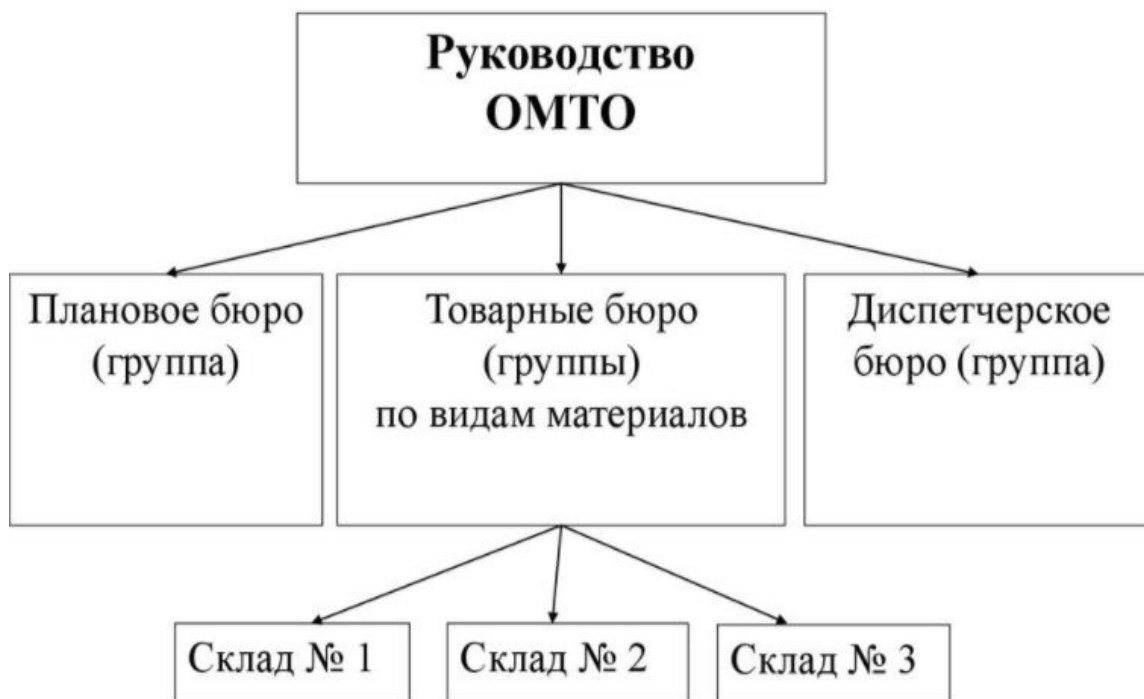 Руководство
ОМТО
Плановое бюро
(группа)
Товарные бюро
(группы)
по видам материалов
Диспетчерское
бюро (группа)
Склад № 1
Склад № 2
Склад № 3